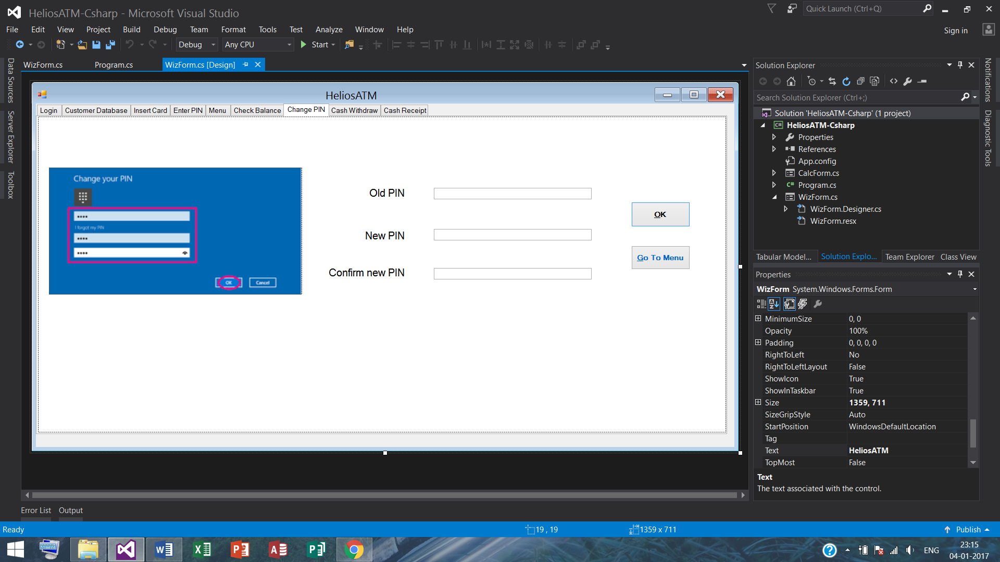 HeliosATM-Csharp - Microsoft Visual Studio
Quick Launch (Ctrl+Q)
File Edit View Project Build Debug Team Format Tools Test Analyze Window Help
Sign in
Debug Any CPU Start
Data Sources
Server Explorer
Toolbox
WizForm.cs Program.cs WizForm.cs [Design]
HeliosATM
Login Customer Database Insert Card Enter PIN Menu Check Balance Change PIN Cash Withdraw Cash Receipt
Change your PIN
I forgot my PIN
OK Cancel
Old PIN
New PIN
Confirm new PIN
OK
Go To Menu
Solution Explorer
Search Solution Explorer (Ctrl+;)
Solution 'HeliosATM-Csharp' (1 project)
C# HeliosATM-Csharp
Properties
References
App.config
CalcForm.cs
C# Program.cs
WizForm.cs
WizForm.Designer.cs
WizForm.resx
Tabular Model... Solution Explo... Team Explorer Class View
Notifications
Diagnostic Tools
Properties
WizForm System.Windows.Forms.Form
MinimumSize 0, 0
Opacity 100%
Padding 0, 0, 0, 0
RightToLeft No
RightToLeftLayout False
ShowIcon True
ShowInTaskbar True
Size 1359, 711
SizeGripStyle Auto
StartPosition WindowsDefaultLocation
Tag
Text HeliosATM
TopMost False
Text
The text associated with the control.
Error List Output
Ready 19 , 19 1359 x 711 Publish
ENG
23:15
04-01-2017